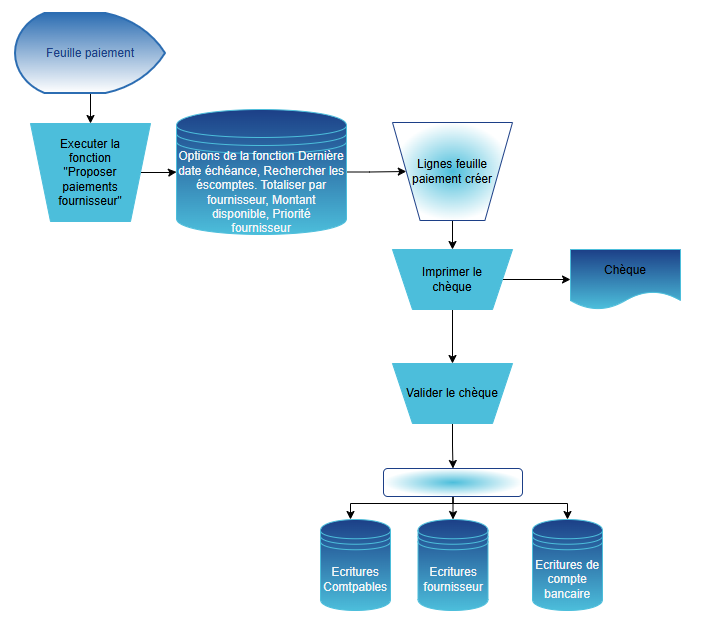 Feuille paiement
Executer la
fonction
"Proposer
paiements
fournisseur"
Options de la fonction Dernière
date échéance, Rechercher les
éscomptes. Totaliser par
fournisseur, Montant
disponible, Priorité
fournisseur
Lignes feuille
paiement créer
Imprimer le
chèque
Chèque
Valider le chèque
Ecritures
Comtpables
Ecritures
fournisseur
Ecritures de
compte
bancaire